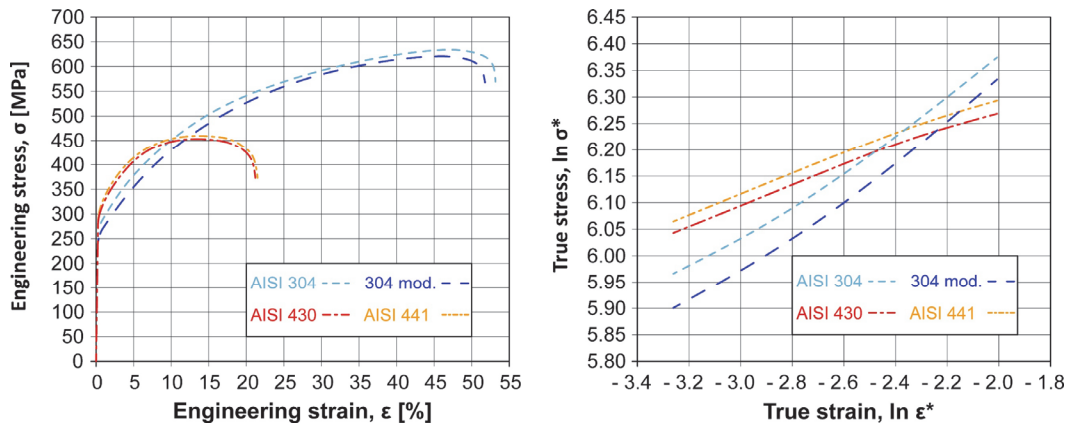 Engineering stress, σ [MPa]
700
650
600
550
500
450
400
350
300
250
200
150
100
50
0
AISI 304
304 mod.
AISI 430
AISI 441
0 5 10 15 20 25 30 35 40 45 50 55
Engineering strain, ε [%]
True stress, ln σ*
6.45
6.40
6.35
6.30
6.25
6.20
6.15
6.10
6.05
6.00
5.95
5.90
5.85
5.80
AISI 304
304 mod.
AISI 430
AISI 441
- 3.4 - 3.2 - 3.0 - 2.8 - 2.6 - 2.4 - 2.2 - 2.0 - 1.8
True strain, ln ε*